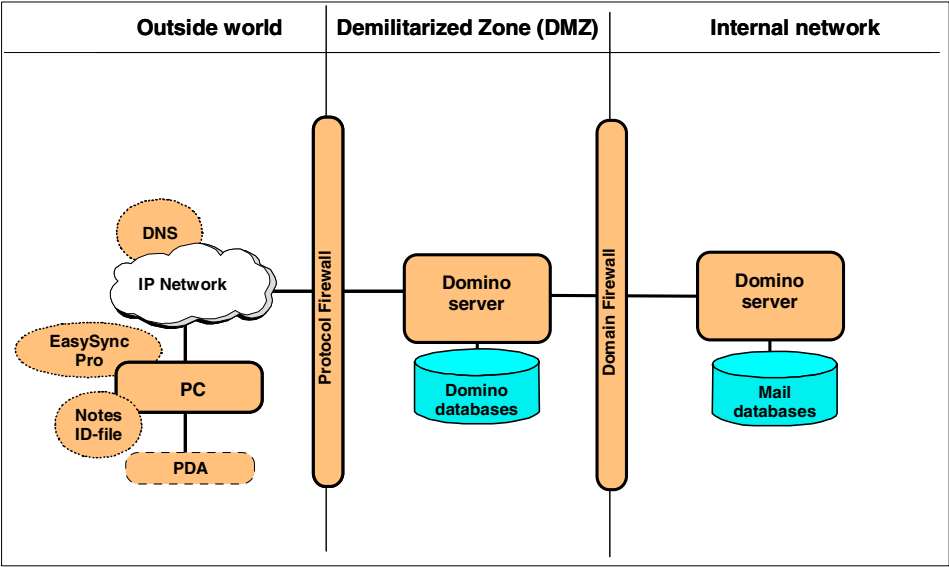 Outside world
Demilitarized Zone (DMZ)
Internal network
DNS
IP Network
EasySync
Pro
PC
Notes
ID-file
PDA
Protocol Firewall
Domino
server
Domino
databases
Domain Firewall
Domino
server
Mail
databases